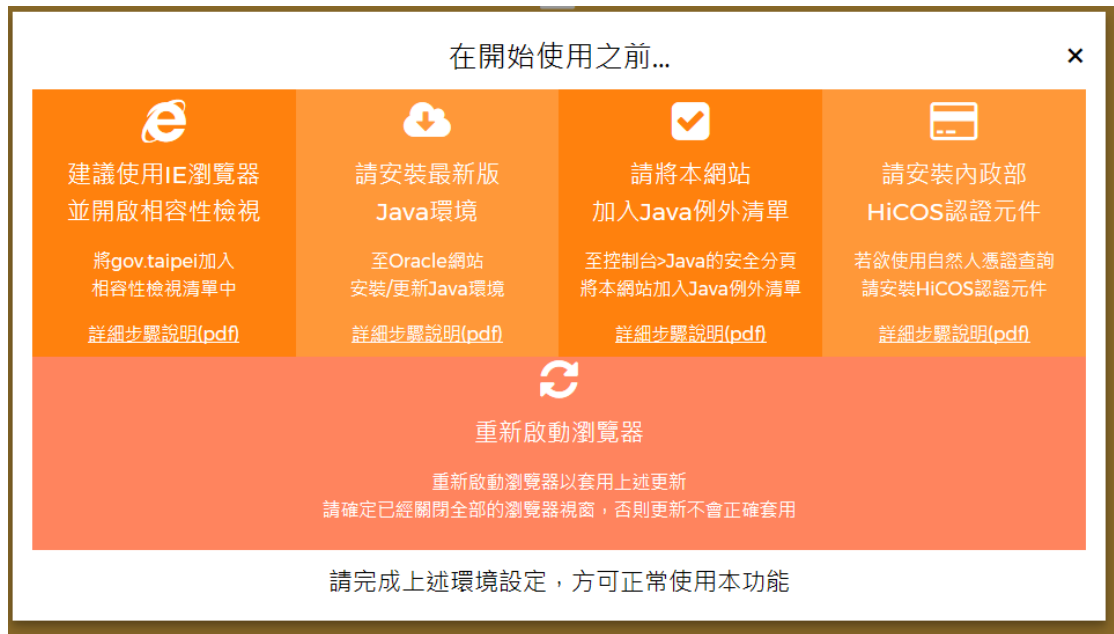 在開始使用之前...
×
建議使用IE瀏覽器
並開啟相容性檢視
將gov.taipei加入
相容性檢視清單中
詳細步驟說明(pdf)
請安裝最新版
Java環境
至Oracle網站
安裝/更新Java環境
詳細步驟說明(pdf)
請將本網站
加入Java例外清單
至控制台>Java的安全分頁
將本網站加入Java例外清單
詳細步驟說明(pdf)
請安裝內政部
HiCOS認證元件
若欲使用自然人憑證查詢
請安裝HiCOS認證元件
詳細步驟說明(pdf)
重新啟動瀏覽器
重新啟動瀏覽器以套用上述更新
請確定已經關閉全部的瀏覽器視窗，否則更新不會正確套用
請完成上述環境設定，方可正常使用本功能